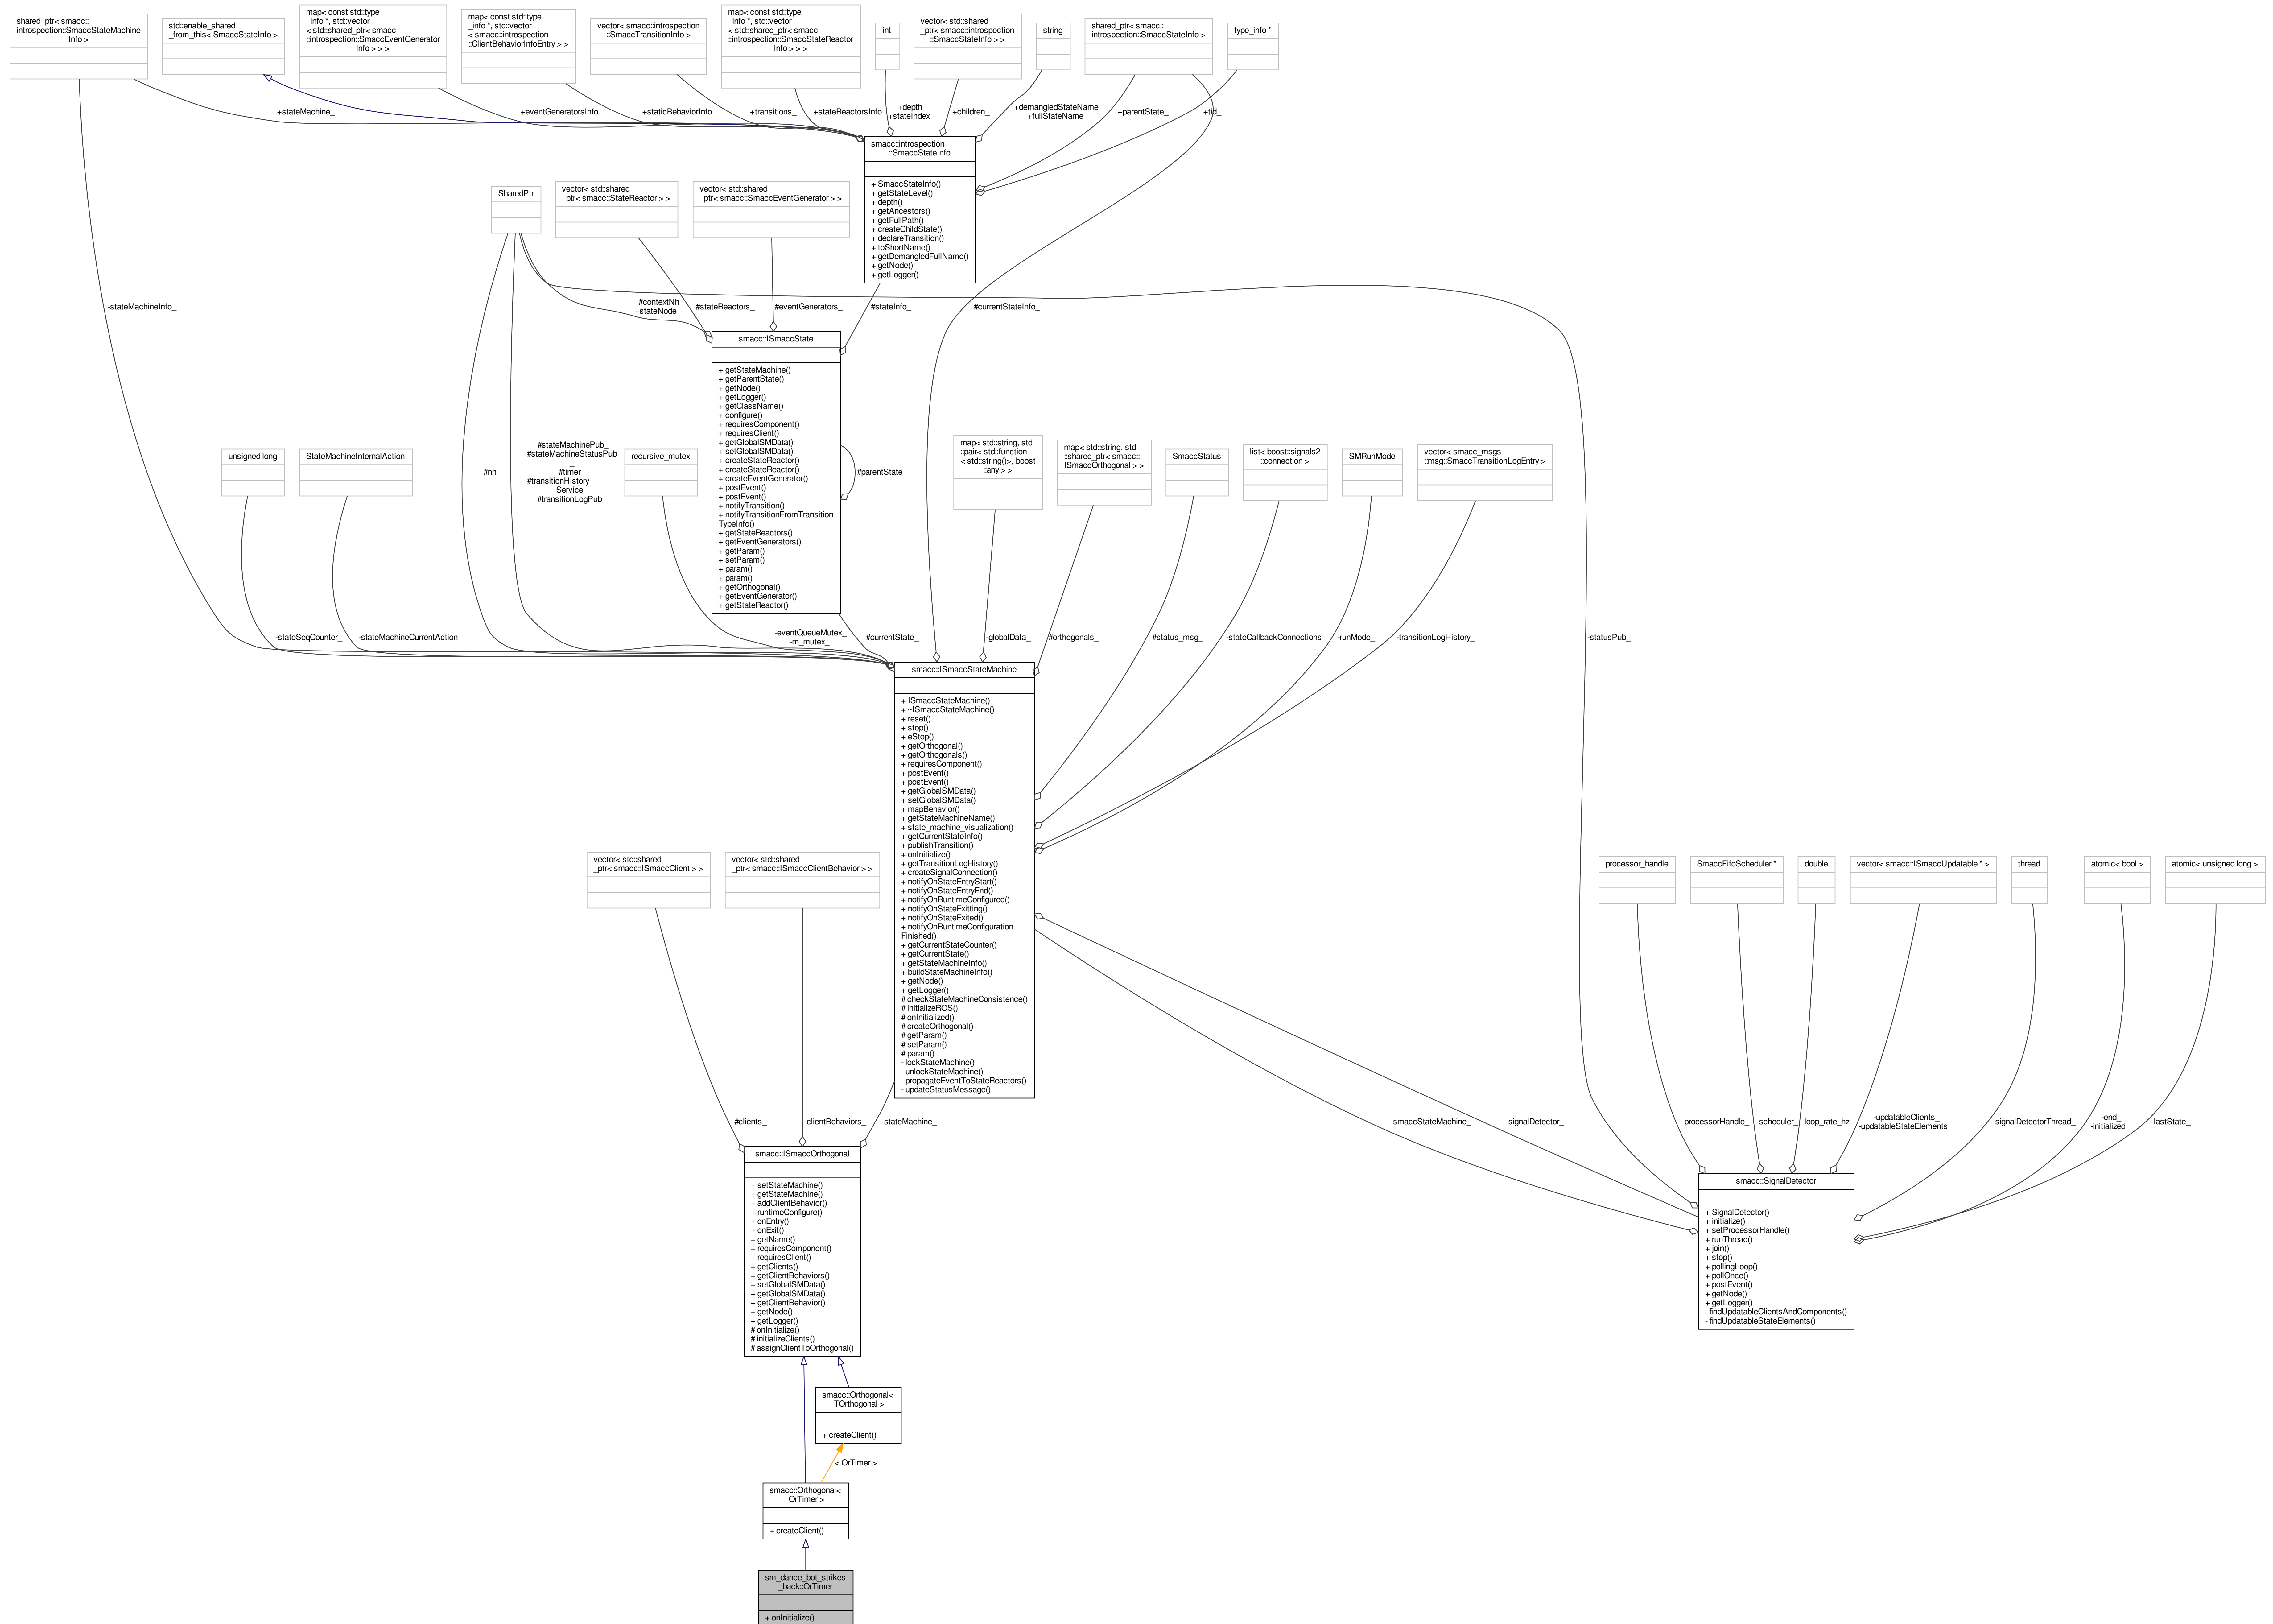 shared_ptr< smacc::
introspection::SmaccStateMachine
Info >
std::enable_shared
_from_this< SmaccStateInfo >
map< const std::type
_info *, std::vector
< std::shared_ptr< smacc
::introspection::SmaccEventGenerator
Info > > >
map< const std::type
_info *, std::vector
< smacc::introspection
::ClientBehaviorInfoEntry > >
vector< smacc::introspection
::SmaccTransitionInfo >
map< const std::type
_info *, std::vector
< std::shared_ptr< smacc
::introspection::SmaccStateReactor
Info > > >
int
vector< std::shared
_ptr< smacc::introspection
::SmaccStateInfo > >
string
shared_ptr< smacc::
introspection::SmaccStateInfo >
type_info *
+stateMachine_
+eventGeneratorsInfo
+staticBehaviorInfo
+transitions_
+stateReactorsInfo
+depth_
+stateIndex_
+children_
+demangledStateName
+fullStateName
+parentState_
+tid_
smacc::introspection
::SmaccStateInfo
+ SmaccStateInfo()
+ getStateLevel()
+ depth()
+ getAncestors()
+ getFullPath()
+ createChildState()
+ declareTransition()
+ toShortName()
+ getDemangledFullName()
+ getNode()
+ getLogger()
SharedPtr
vector< std::shared
_ptr< smacc::StateReactor > >
vector< std::shared
_ptr< smacc::SmaccEventGenerator > >
-stateMachineInfo_
#contextNh
+stateNode_
#stateReactors_
#eventGenerators_
#stateInfo_
#currentStateInfo_
smacc::ISmaccState
+ getStateMachine()
+ getParentState()
+ getNode()
+ getLogger()
+ getClassName()
+ configure()
+ requiresComponent()
+ requiresClient()
+ getGlobalSMData()
+ setGlobalSMData()
+ createStateReactor()
+ createStateReactor()
+ createEventGenerator()
+ postEvent()
+ postEvent()
+ notifyTransition()
+ notifyTransitionFromTransition
TypeInfo()
+ getStateReactors()
+ getEventGenerators()
+ getParam()
+ setParam()
+ param()
+ param()
+ getOrthogonal()
+ getEventGenerator()
+ getStateReactor()
#parentState_
unsigned long
StateMachineInternalAction
#nh_
#stateMachinePub_
#stateMachineStatusPub
_
#timer_
#transitionHistory
Service_
#transitionLogPub_
recursive_mutex
map< std::string, std
::pair< std::function
< std::string()>, boost
::any > >
map< std::string, std
::shared_ptr< smacc::
ISmaccOrthogonal > >
SmaccStatus
list< boost::signals2
::connection >
SMRunMode
vector< smacc_msgs
::msg::SmaccTransitionLogEntry >
-stateSeqCounter_
-stateMachineCurrentAction
-eventQueueMutex_
-m_mutex_
#currentState_
-globalData_
#orthogonals_
#status_msg_
-stateCallbackConnections
-runMode_
-transitionLogHistory_
-statusPub_
smacc::ISmaccStateMachine
+ ISmaccStateMachine()
+ ~ISmaccStateMachine()
+ reset()
+ stop()
+ eStop()
+ getOrthogonal()
+ getOrthogonals()
+ requiresComponent()
+ postEvent()
+ postEvent()
+ getGlobalSMData()
+ setGlobalSMData()
+ mapBehavior()
+ getStateMachineName()
+ state_machine_visualization()
+ getCurrentStateInfo()
+ publishTransition()
+ onInitialize()
+ getTransitionLogHistory()
+ createSignalConnection()
+ notifyOnStateEntryStart()
+ notifyOnStateEntryEnd()
+ notifyOnRuntimeConfigured()
+ notifyOnStateExitting()
+ notifyOnStateExited()
+ notifyOnRuntimeConfiguration
Finished()
+ getCurrentStateCounter()
+ getCurrentState()
+ getStateMachineInfo()
+ buildStateMachineInfo()
+ getNode()
+ getLogger()
# checkStateMachineConsistence()
# initializeROS()
# onInitialized()
# createOrthogonal()
# getParam()
# setParam()
# param()
- lockStateMachine()
- unlockStateMachine()
- propagateEventToStateReactors()
- updateStatusMessage()
vector< std::shared
_ptr< smacc::ISmaccClient > >
vector< std::shared
_ptr< smacc::ISmaccClientBehavior > >
processor_handle
SmaccFifoScheduler *
double
vector< smacc::ISmaccUpdatable * >
thread
atomic< bool >
atomic< unsigned long >
#clients_
-clientBehaviors_
-stateMachine_
-smaccStateMachine_
-signalDetector_
-processorHandle_
-scheduler_
-loop_rate_hz
-updatableClients_
-updatableStateElements_
-signalDetectorThread_
-end_
-initialized_
-lastState_
smacc::ISmaccOrthogonal
+ setStateMachine()
+ getStateMachine()
+ addClientBehavior()
+ runtimeConfigure()
+ onEntry()
+ onExit()
+ getName()
+ requiresComponent()
+ requiresClient()
+ getClients()
+ getClientBehaviors()
+ setGlobalSMData()
+ getGlobalSMData()
+ getClientBehavior()
+ getNode()
+ getLogger()
# onInitialize()
# initializeClients()
# assignClientToOrthogonal()
smacc::SignalDetector
+ SignalDetector()
+ initialize()
+ setProcessorHandle()
+ runThread()
+ join()
+ stop()
+ pollingLoop()
+ pollOnce()
+ postEvent()
+ getNode()
+ getLogger()
- findUpdatableClientsAndComponents()
- findUpdatableStateElements()
smacc::Orthogonal<
TOrthogonal >
+ createClient()
< OrTimer >
smacc::Orthogonal<
OrTimer >
+ createClient()
sm_dance_bot_strikes
_back::OrTimer
+ onInitialize()